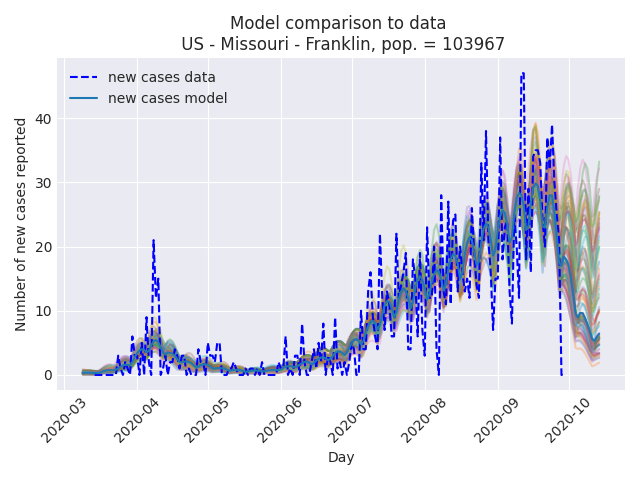 Model comparison to data
US - Missouri - Franklin, pop. = 103967
new cases data
new cases model
Number of new cases reported
40
30
20
10
0
2020-03
2020-04
2020-05
2020-06
2020-07
2020-08
2020-09
2020-10
Day